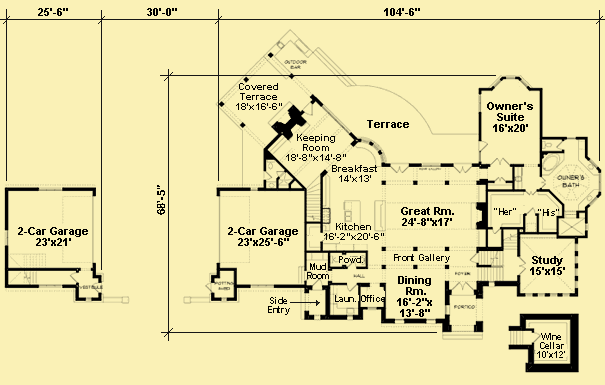 25'-6"
30'-0"
104'-6"
68'-5"
OUTDOOR
BAR
Covered
Terrace
18'x16'-6"
Terrace
Owner's
Suite
16'x20'
OWNER'S
BATH
Keeping
Room
18'-8"x14'-8"
Breakfast
14'x13'
"Her"
"His"
2-Car Garage
23'x21'
2-Car Garage
23'x25'-6"
Great Rm.
24'-8"x17'
Kitchen
16'-2"x20'-6"
Front Gallery
Study
15'x15'
Powd.
Mud
Room
HALL
FOYER
Dining
Rm.
16'-2"x
13'-8"
VESTIBULE
POTTING
SHED
Side
Entry
Laun.
Office
PORTICO
Wine
Cellar
10'x12'